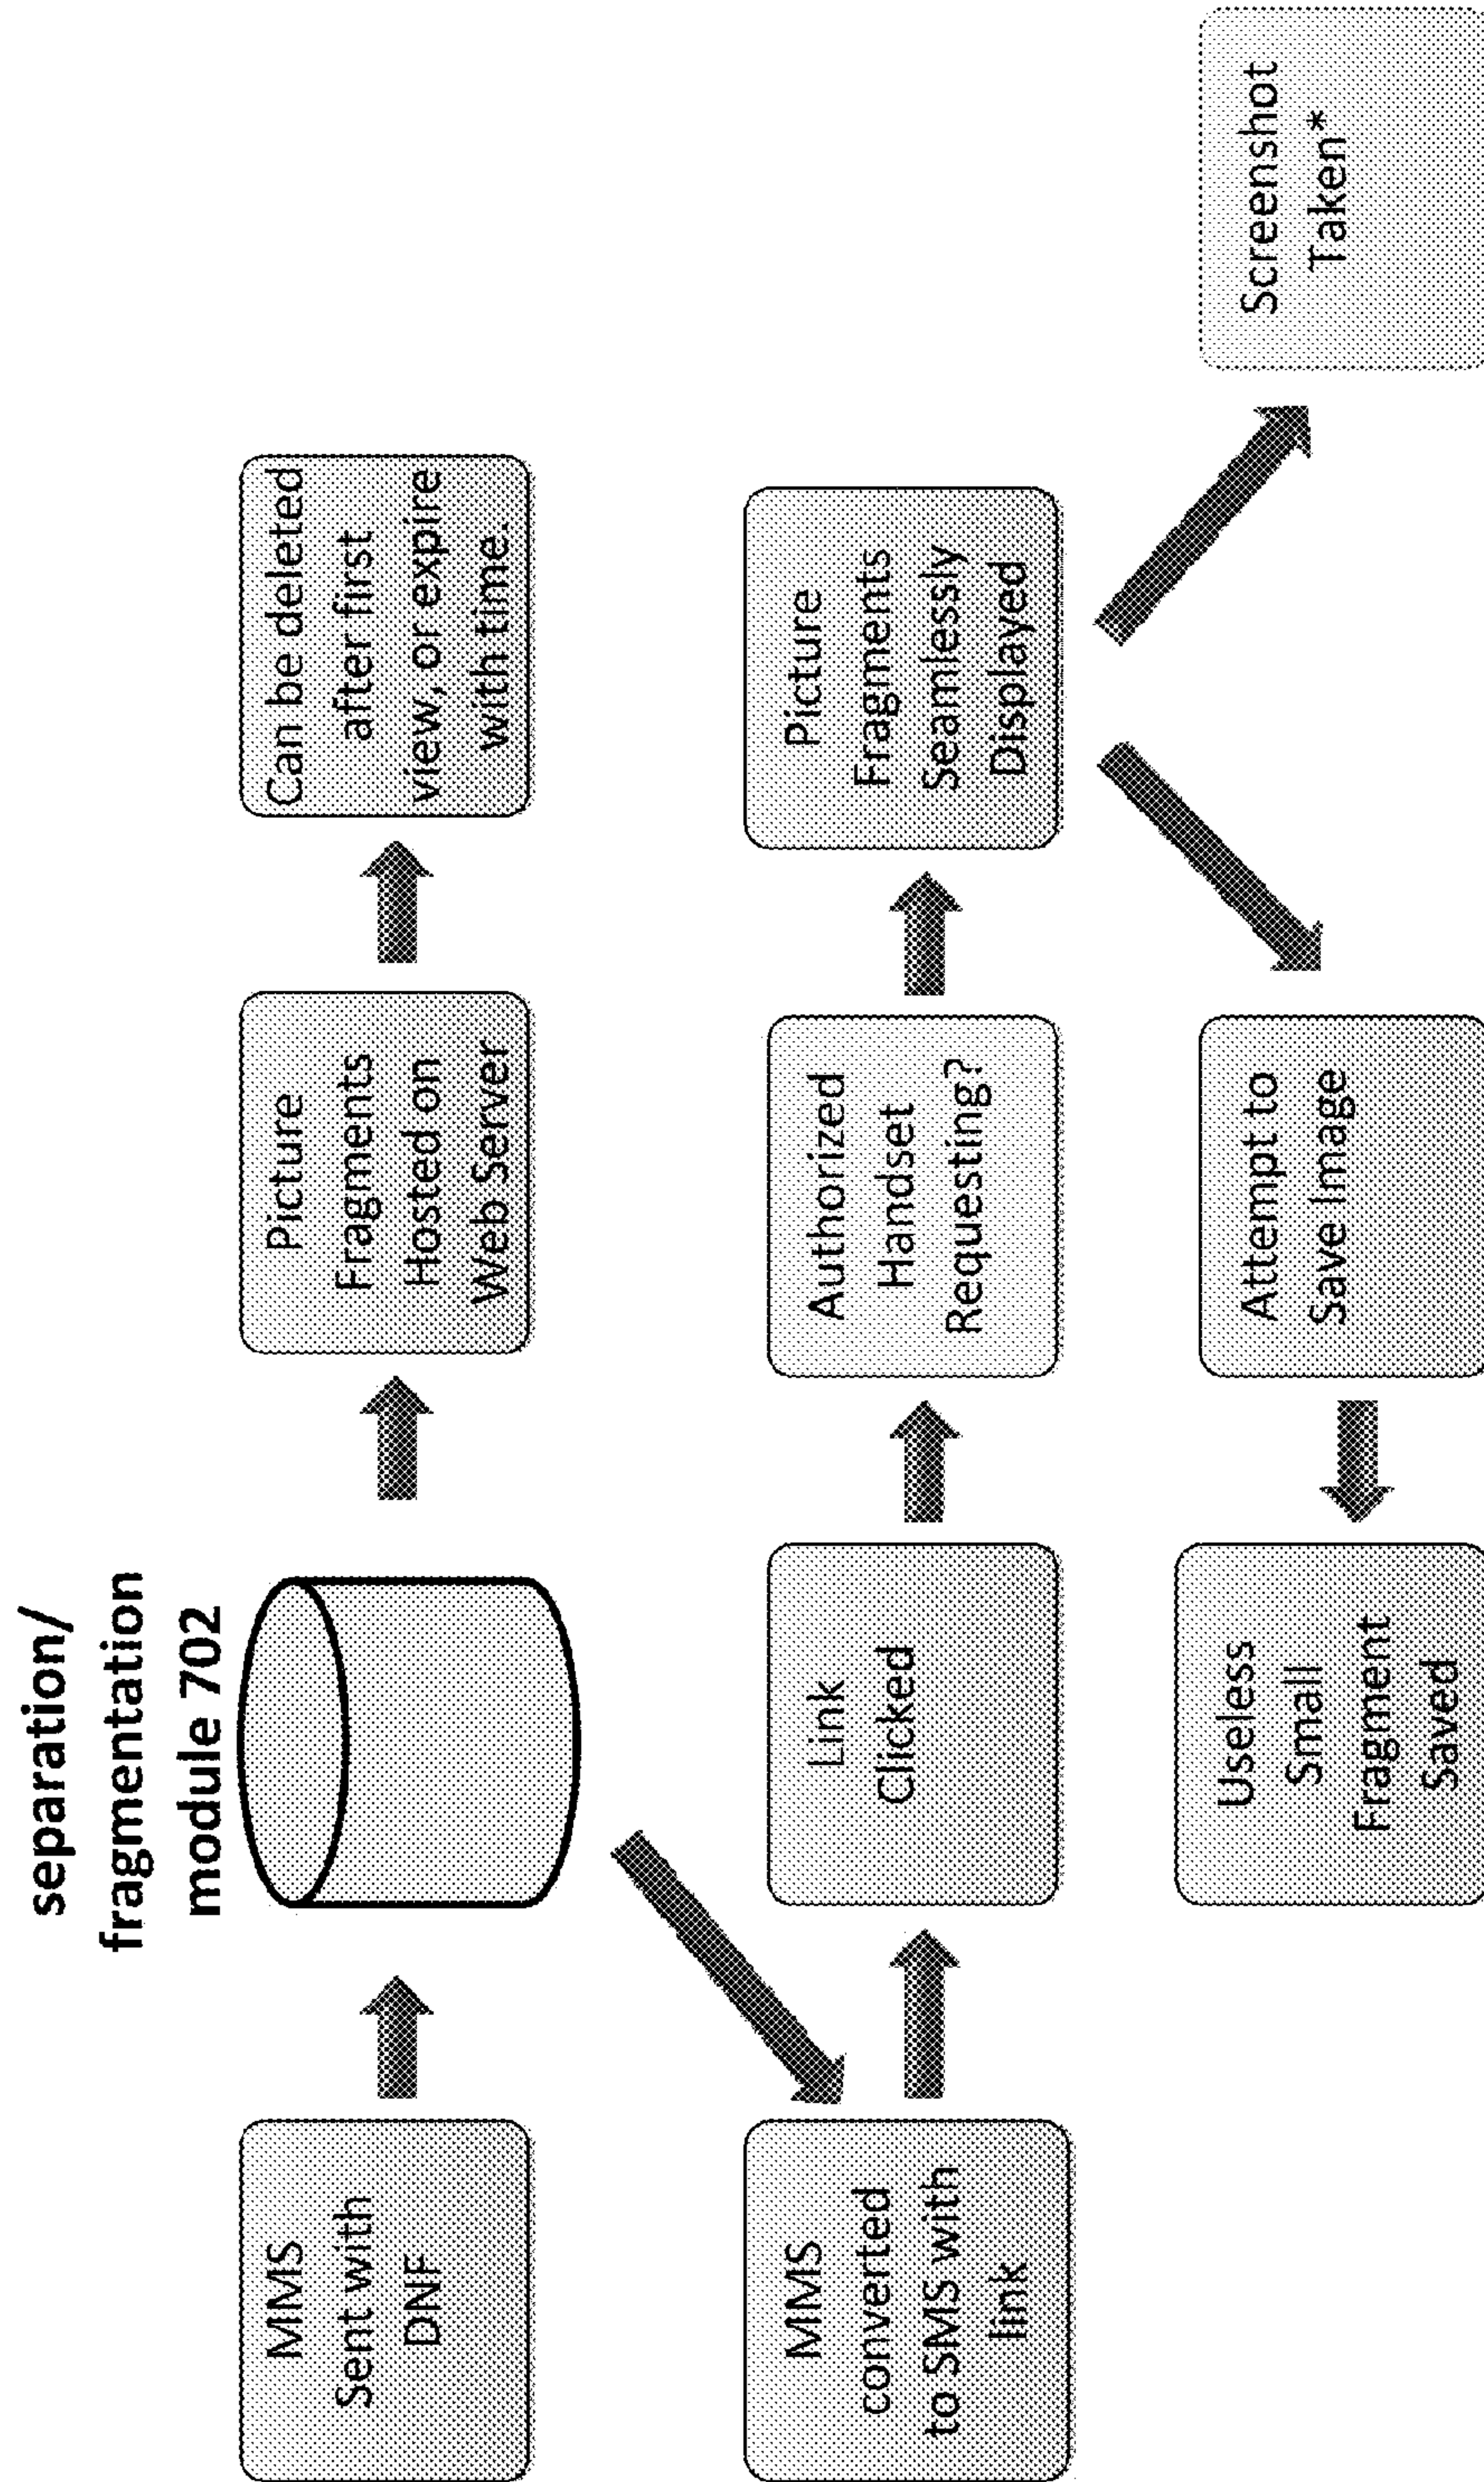 separation/
fragmentation
module 702
MMS
Sent with
DNF
Picture
Fragments
Hosted on
Web Server
Can be deleted
after first
view, or expire
with time.
MMS
converted
to SMS with
link
Link
Clicked
Authorized
Handset
Requesting?
Picture
Fragments
Seamlessly
Displayed
Useless
Small
Fragment
Saved
Attempt to
Save Image
Screenshot
Taken*